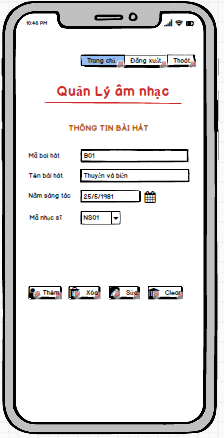 10:46 PM
Trang chủ Đăng xuất Thoát
Quản Lý âm nhạc
THÔNG TIN BÀI HÁT
Mã bài hát B01
Tên bài hát Thuyền và biển
Năm sáng tác 25/5/1981
Mã nhạc sĩ NS01
Thêm Xóa Sửa Clear